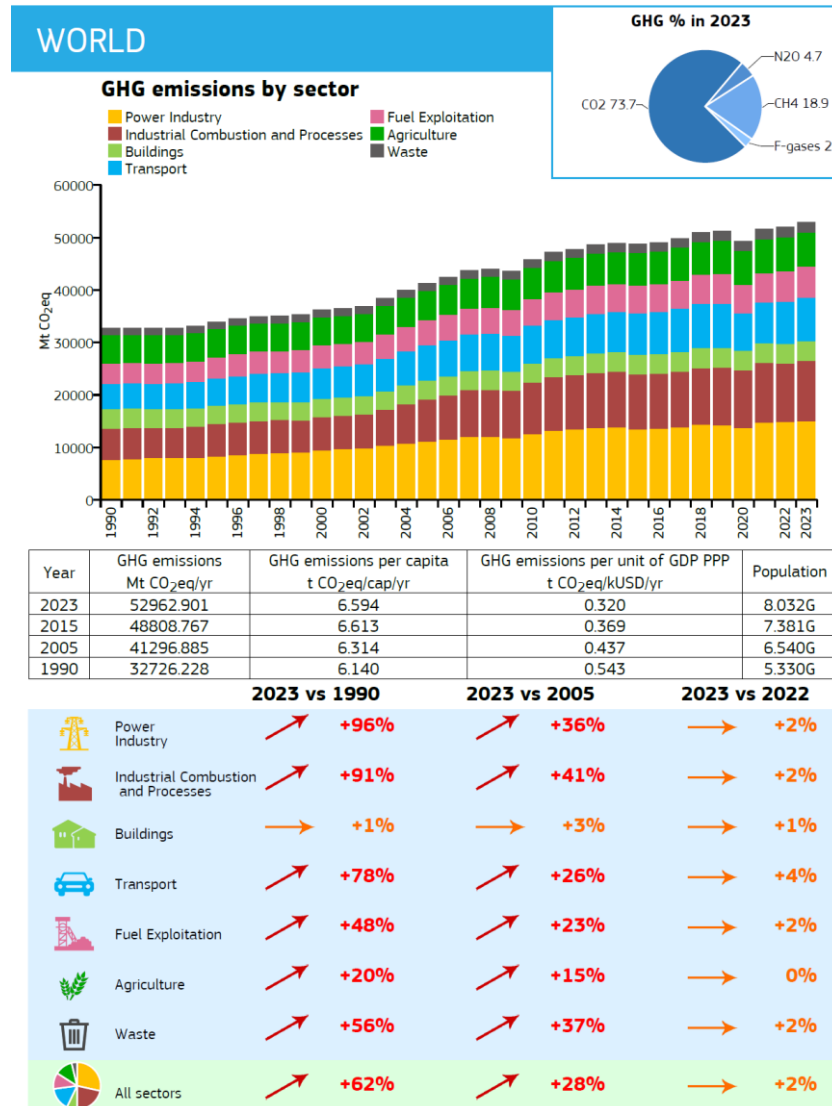 WORLD
GHG % in 2023
N2O 4.7
CO2 73.7
CH4 18.9
F-gases 2
GHG emissions by sector
Power Industry
Industrial Combustion and Processes
Buildings
Transport
Fuel Exploitation
Agriculture
Waste
Mt CO2eq
60000
50000
40000
30000
20000
10000
0
1990 1992 1994 1996 1998 2000 2002 2004 2006 2008 2010 2012 2014 2016 2018 2020 2022 2023
Year GHG emissions Mt CO2eq/yr GHG emissions per capita t CO2eq/cap/yr GHG emissions per unit of GDP PPP t CO2eq/kUSD/yr Population
2023 52962.901 6.594 0.320 8.032G
2015 48808.767 6.613 0.369 7.381G
2005 41296.885 6.314 0.437 6.540G
1990 32726.228 6.140 0.543 5.330G
2023 vs 1990 2023 vs 2005 2023 vs 2022
Power Industry +96% +36% +2%
Industrial Combustion and Processes +91% +41% +2%
Buildings +1% +3% +1%
Transport +78% +26% +4%
Fuel Exploitation +48% +23% +2%
Agriculture +20% +15% 0%
Waste +56% +37% +2%
All sectors +62% +28% +2%